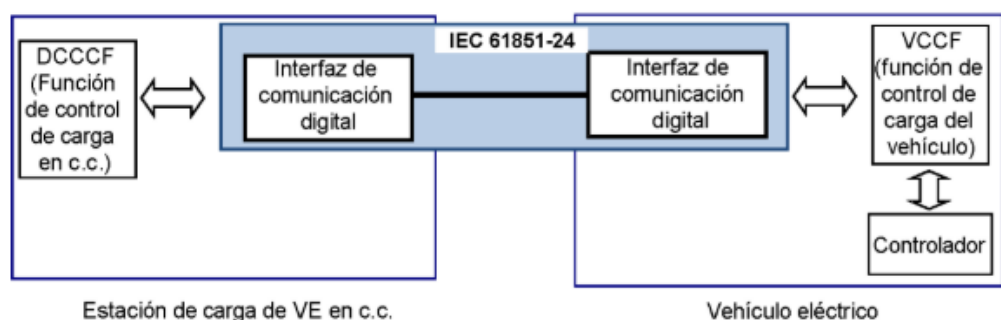 IEC 61851-24
DCCCF
(Función
de control
de carga
en c.c.)
Interfaz de
comunicación
digital
Interfaz de
comunicación
digital
VCCF
(función de
control de
carga del
vehículo)
Controlador
Estación de carga de VE en c.c.
Vehículo eléctrico